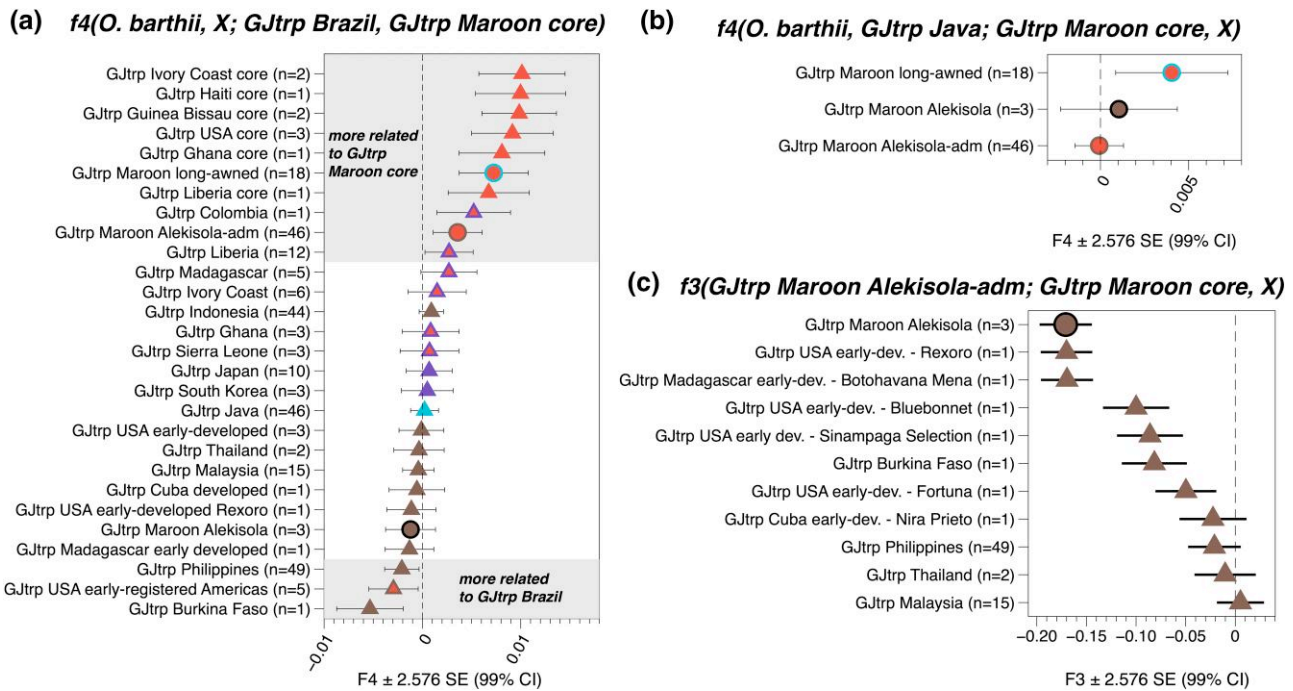 (a) f4(O. barthii, X; GJtrp Brazil, GJtrp Maroon core)
GJtrp Ivory Coast core (n=2)
GJtrp Haiti core (n=1)
GJtrp Guinea Bissau core (n=2)
GJtrp USA core (n=3)
GJtrp Ghana core (n=1)
GJtrp Maroon long-awned (n=18)
GJtrp Liberia core (n=1)
GJtrp Colombia (n=1)
GJtrp Maroon Alekisola-adm (n=46)
GJtrp Liberia (n=12)
GJtrp Madagascar (n=5)
GJtrp Ivory Coast (n=6)
GJtrp Indonesia (n=44)
GJtrp Ghana (n=3)
GJtrp Sierra Leone (n=3)
GJtrp Japan (n=10)
GJtrp South Korea (n=3)
GJtrp Java (n=46)
GJtrp USA early-developed (n=3)
GJtrp Thailand (n=2)
GJtrp Malaysia (n=15)
GJtrp Cuba developed (n=1)
GJtrp USA early-developed Rexoro (n=1)
GJtrp Maroon Alekisola (n=3)
GJtrp Madagascar early developed (n=1)
GJtrp Philippines (n=49)
GJtrp USA early-registered Americas (n=5)
GJtrp Burkina Faso (n=1)
more related
to GJtrp
Maroon core
more related
to GJtrp Brazil
−0.01
0
0.01
F4 ± 2.576 SE (99% CI)
(b) f4(O. barthii, GJtrp Java; GJtrp Maroon core, X)
GJtrp Maroon long-awned (n=18)
GJtrp Maroon Alekisola (n=3)
GJtrp Maroon Alekisola-adm (n=46)
0
0.005
F4 ± 2.576 SE (99% CI)
(c) f3(GJtrp Maroon Alekisola-adm; GJtrp Maroon core, X)
GJtrp Maroon Alekisola (n=3)
GJtrp USA early-dev. - Rexoro (n=1)
GJtrp Madagascar early-dev. - Botohavana Mena (n=1)
GJtrp USA early-dev. - Bluebonnet (n=1)
GJtrp USA early dev. - Sinampaga Selection (n=1)
GJtrp Burkina Faso (n=1)
GJtrp USA early-dev. - Fortuna (n=1)
GJtrp Cuba early-dev. - Nira Prieto (n=1)
GJtrp Philippines (n=49)
GJtrp Thailand (n=2)
GJtrp Malaysia (n=15)
−0.20 −0.10 −0.05 0
F3 ± 2.576 SE (99% CI)